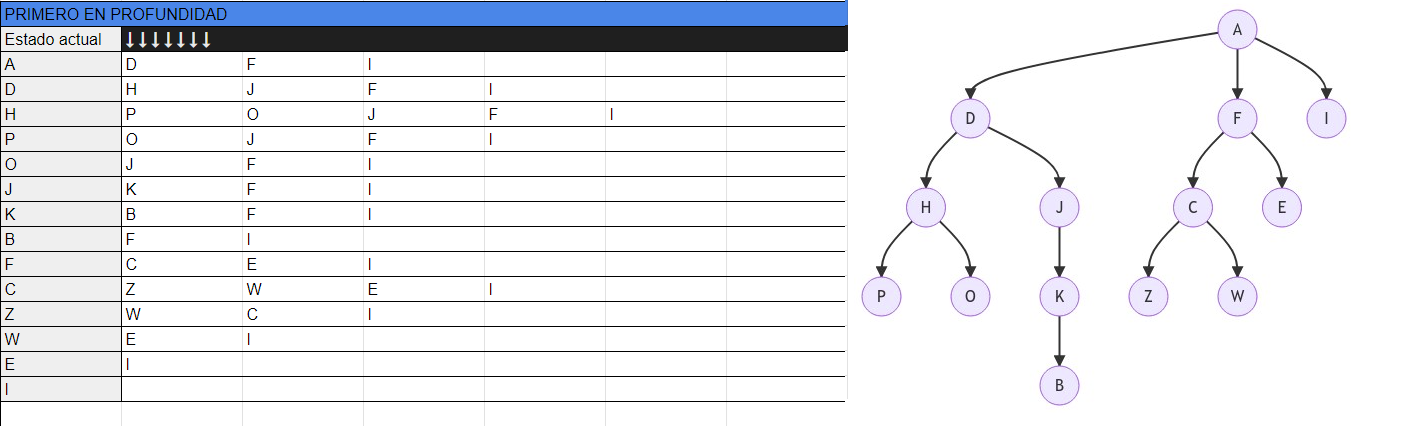 PRIMERO EN PROFUNDIDAD
Estado actual ↓↓↓↓↓↓↓
A D F I
D H J F I
H P O J F I
P O J F I
O J F I
J K F I
K B F I
B F I
F C E I
C Z W E I
Z W C I
W E I
E I
I
A
D F I
H J C E
P O K Z W
B